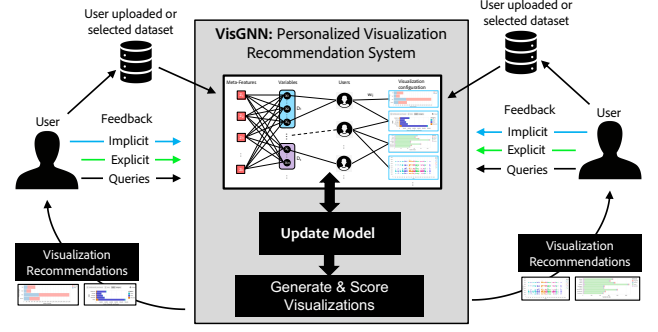 User uploaded or
selected dataset
VisGNN: Personalized Visualization
Recommendation System
User uploaded or
selected dataset
Meta-Features
Variables
Users
Visualization
configuration
User
Feedback
Implicit
Explicit
Queries
Feedback
User
Implicit
Explicit
Queries
Update Model
Visualization
Recommendations
Generate & Score
Visualizations
Visualization
Recommendations